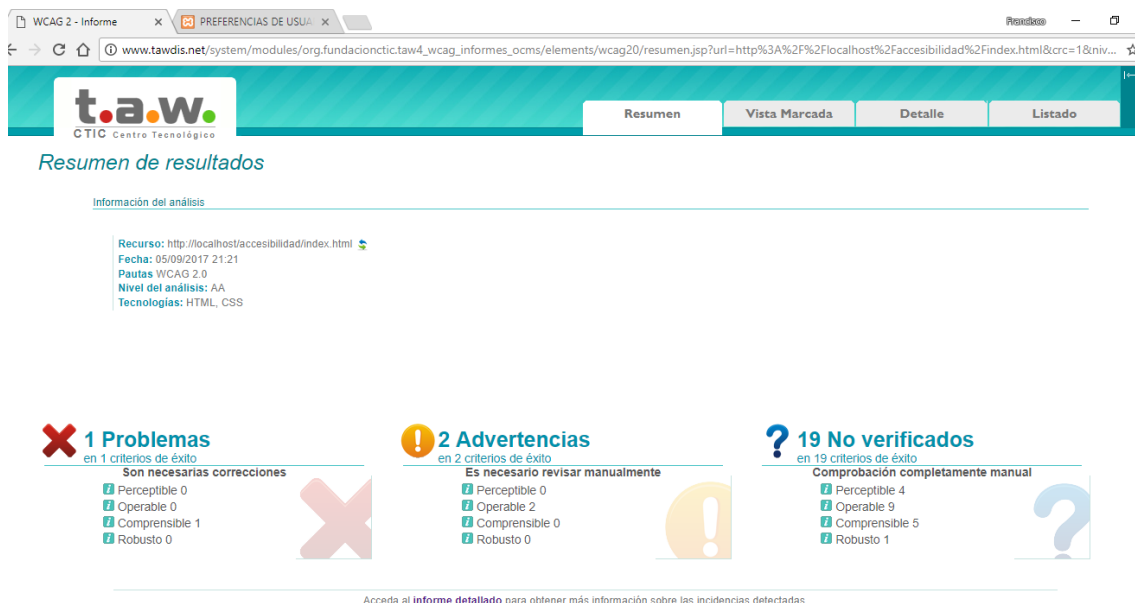 WCAG 2 - Informe
PREFERENCIAS DE USUA
Francisco
www.tawdis.net/system/modules/org.fundacionctic.taw4_wcag_informes_ocms/elements/wcag20/resumen.jsp?url=http%3A%2F%2Flocalhost%2Faccesibilidad%2Findex.html&crc=1&niv...
t.a.w.
CTIC Centro Tecnológico
Resumen
Vista Marcada
Detalle
Listado
Resumen de resultados
Información del análisis
Recurso: http://localhost/accesibilidad/index.html
Fecha: 05/09/2017 21:21
Pautas WCAG 2.0
Nivel del análisis: AA
Tecnologías: HTML, CSS
1 Problemas
en 1 criterios de éxito
Son necesarias correcciones
Perceptible 0
Operable 0
Comprensible 1
Robusto 0
2 Advertencias
en 2 criterios de éxito
Es necesario revisar manualmente
Perceptible 0
Operable 2
Comprensible 0
Robusto 0
19 No verificados
en 19 criterios de éxito
Comprobación completamente manual
Perceptible 4
Operable 9
Comprensible 5
Robusto 1
Acceda al informe detallado para obtener más información sobre las incidencias detectadas